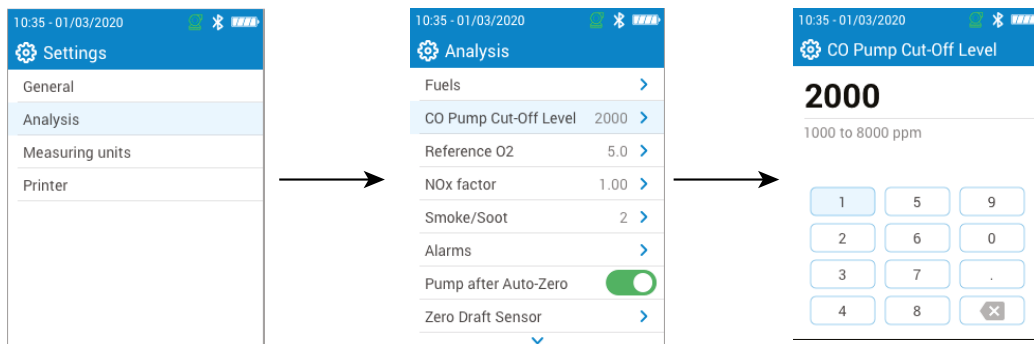 10:35 - 01/03/2020
Settings
General
Analysis
Measuring units
Printer
10:35 - 01/03/2020
Analysis
Fuels
CO Pump Cut-Off Level 2000
Reference O2 5.0
NOx factor 1.00
Smoke/Soot 2
Alarms
Pump after Auto-Zero
Zero Draft Sensor
10:35 - 01/03/2020
CO Pump Cut-Off Level
2000
1000 to 8000 ppm
1 5 9
2 6 0
3 7 .
4 8